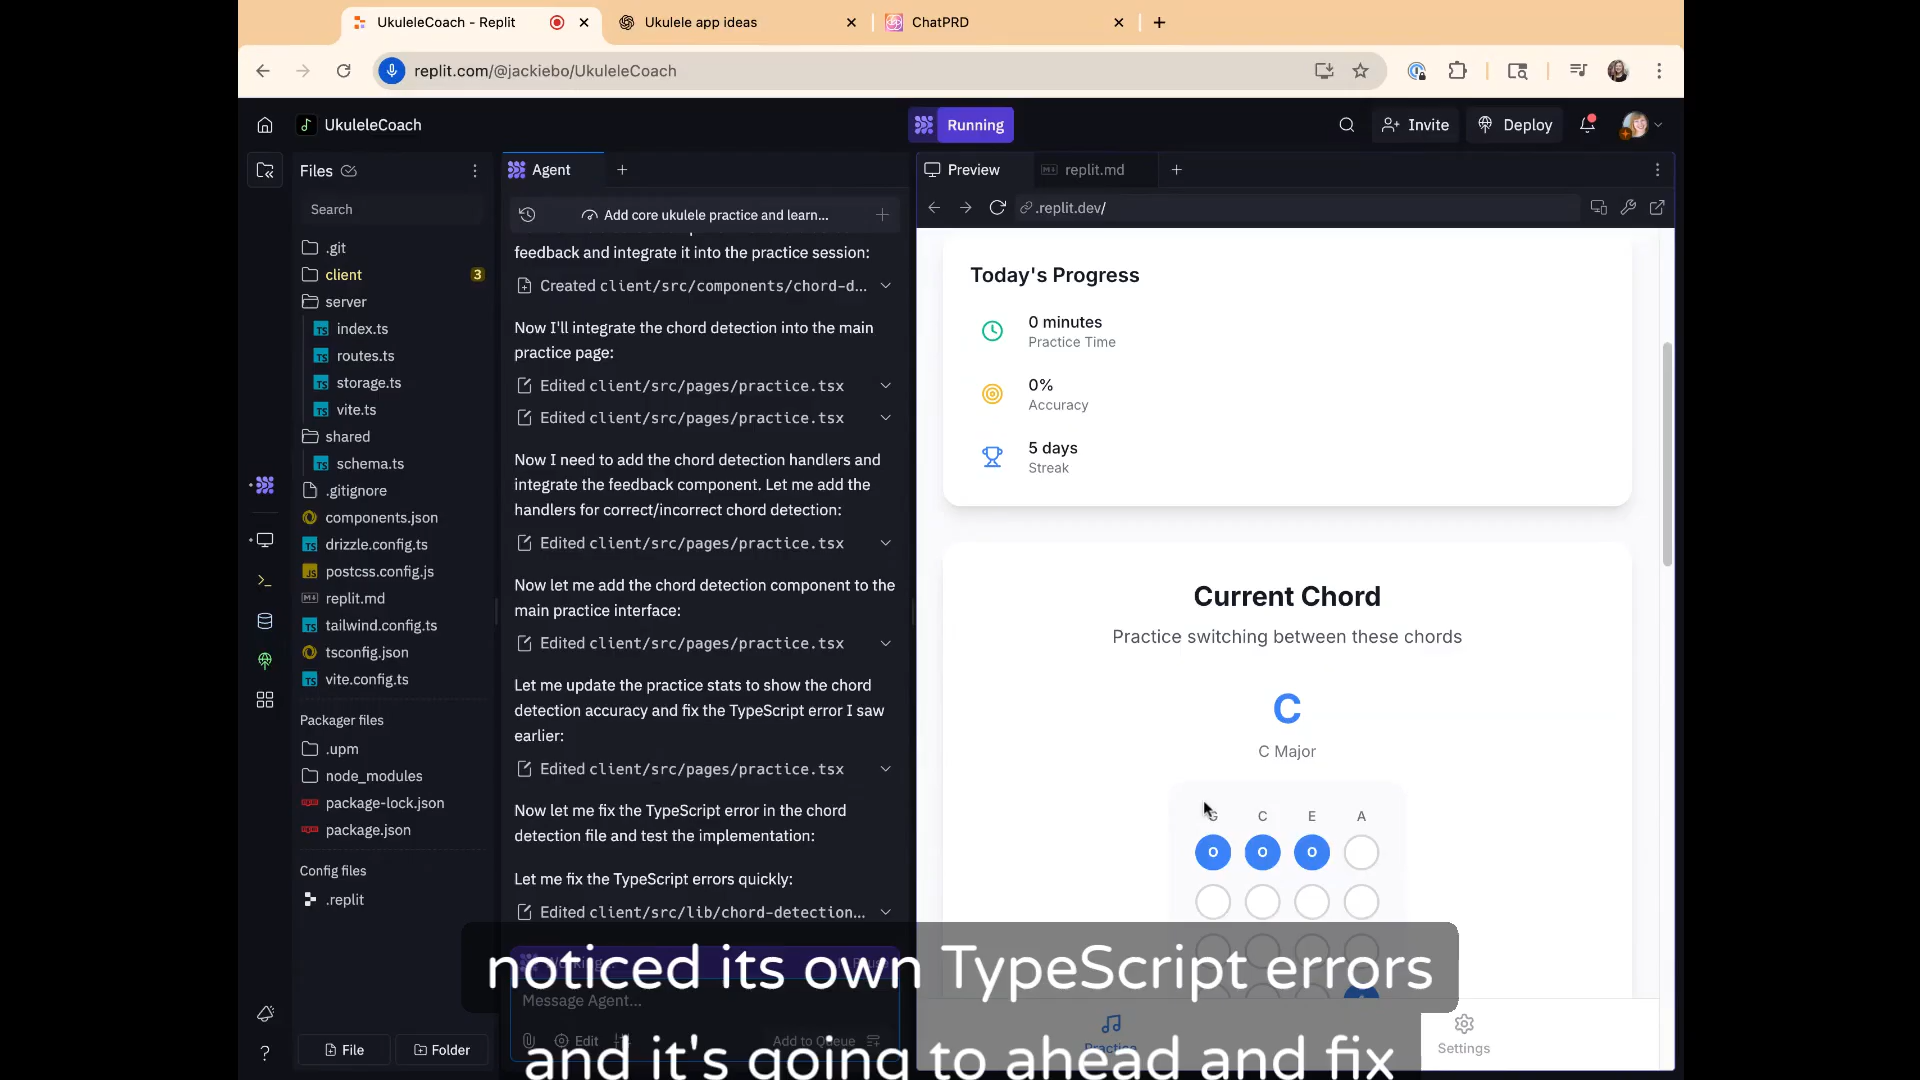 UkuleleCoach - Replit
Ukulele app ideas
ChatPRD
replit.com/@jackiebo/UkuleleCoach
UkuleleCoach
Running
Invite
Deploy
Files
Search
.git
client
3
server
index.ts
routes.ts
storage.ts
vite.ts
shared
schema.ts
.gitignore
components.json
drizzle.config.ts
postcss.config.js
replit.md
tailwind.config.ts
tsconfig.json
vite.config.ts
Packager files
.upm
node_modules
package-lock.json
package.json
Config files
.replit
File
Folder
Agent
Add core ukulele practice and learn...
feedback and integrate it into the practice session:
Created client/src/components/chord-d...
Now I'll integrate the chord detection into the main
practice page:
Edited client/src/pages/practice.tsx
Edited client/src/pages/practice.tsx
Now I need to add the chord detection handlers and
integrate the feedback component. Let me add the
handlers for correct/incorrect chord detection:
Edited client/src/pages/practice.tsx
Now let me add the chord detection component to the
main practice interface:
Edited client/src/pages/practice.tsx
Let me update the practice stats to show the chord
detection accuracy and fix the TypeScript error I saw
earlier:
Edited client/src/pages/practice.tsx
Now let me fix the TypeScript error in the chord
detection file and test the implementation:
Let me fix the TypeScript errors quickly:
Edited client/src/lib/chord-detection...
Message Agent...
Edit
Add to Queue
Preview
replit.md
.replit.dev/
Today's Progress
0 minutes
Practice Time
0%
Accuracy
5 days
Streak
Current Chord
Practice switching between these chords
C
C Major
G C E A
O O O
Practice
Settings
noticed its own TypeScript errors
and it's going to ahead and fix